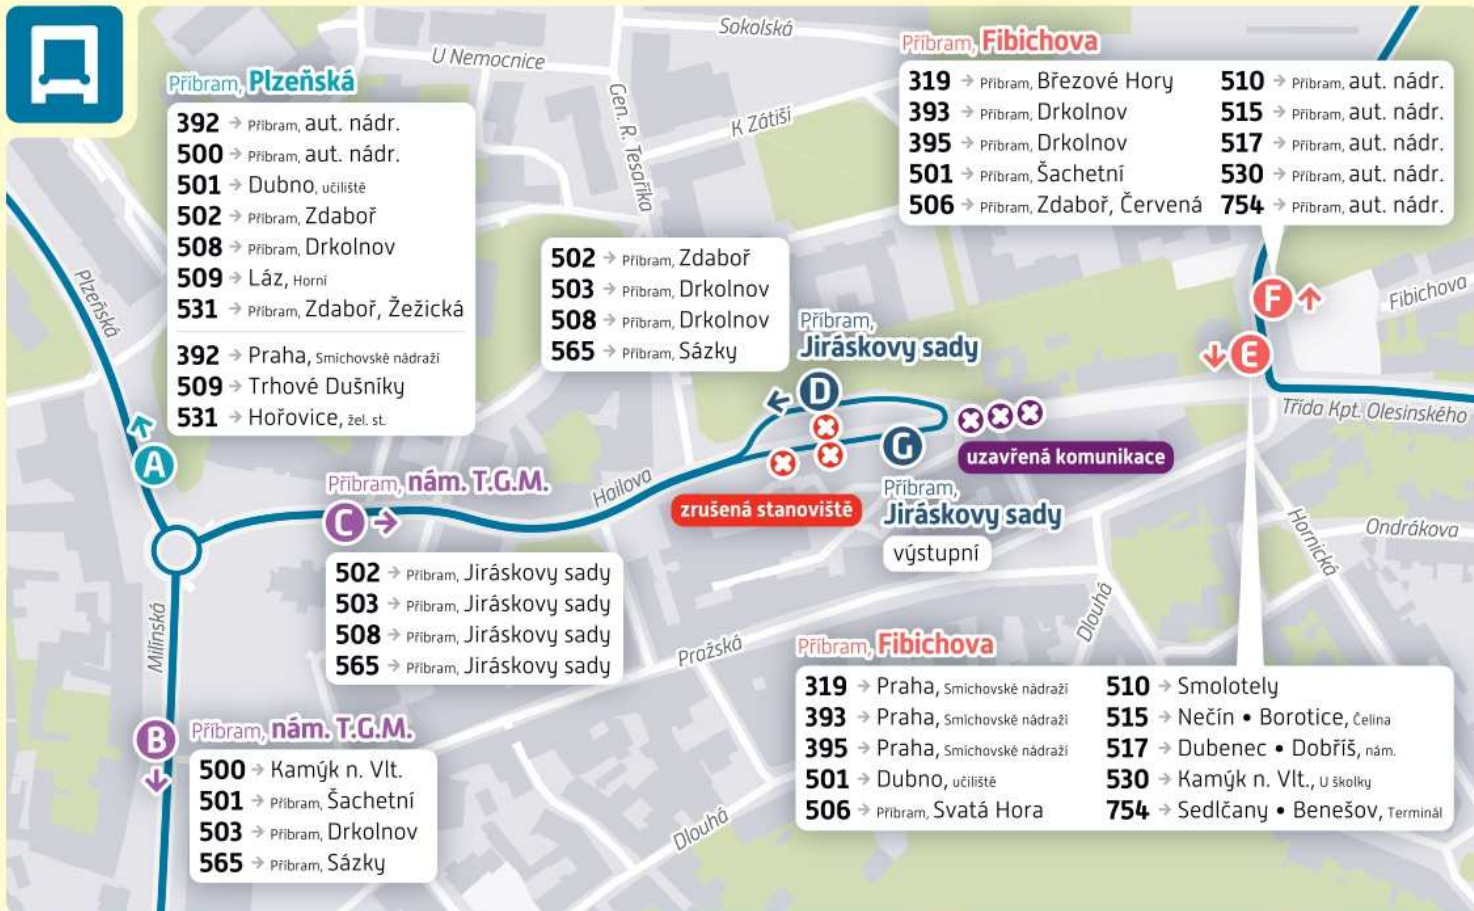 Sokolská
U Nemocnice
Gen. R. Tesaříka
K Zátiší
Příbram, Plzeňská
392 → Příbram, aut. nádr.
500 → Příbram, aut. nádr.
501 → Dubno, učiliště
502 → Příbram, Zdaboř
508 → Příbram, Drkolnov
509 → Láz, Horní
531 → Příbram, Zdaboř, Žežická
392 → Praha, Smíchovské nádraží
509 → Trhové Dušníky
531 → Hořovice, žel. st.
Plzeňská
A
Příbram, Fibichova
319 → Příbram, Březové Hory
393 → Příbram, Drkolnov
395 → Příbram, Drkolnov
501 → Příbram, Šachetní
506 → Příbram, Zdaboř, Červená
510 → Příbram, aut. nádr.
515 → Příbram, aut. nádr.
517 → Příbram, aut. nádr.
530 → Příbram, aut. nádr.
754 → Příbram, aut. nádr.
F ↑
Fibichova
↓ E
Třída Kpt. Olesinského
502 → Příbram, Zdaboř
503 → Příbram, Drkolnov
508 → Příbram, Drkolnov
565 → Příbram, Sázky
Příbram,
Jiráskovy sady
← D
uzavřená komunikace
G
Příbram,
Jiráskovy sady
výstupní
zrušená stanoviště
Hailova
Příbram, nám. T.G.M.
C →
502 → Příbram, Jiráskovy sady
503 → Příbram, Jiráskovy sady
508 → Příbram, Jiráskovy sady
565 → Příbram, Jiráskovy sady
Hornická
Ondrákova
Dlouhá
Pražská
Milínská
B
↓
Příbram, nám. T.G.M.
500 → Kamýk n. Vlt.
501 → Příbram, Šachetní
503 → Příbram, Drkolnov
565 → Příbram, Sázky
Dlouhá
Příbram, Fibichova
319 → Praha, Smíchovské nádraží
393 → Praha, Smíchovské nádraží
395 → Praha, Smíchovské nádraží
501 → Dubno, učiliště
506 → Příbram, Svatá Hora
510 → Smolotely
515 → Nečín • Borotice, Čelina
517 → Dubenec • Dobříš, nám.
530 → Kamýk n. Vlt., U školky
754 → Sedlčany • Benešov, Terminál